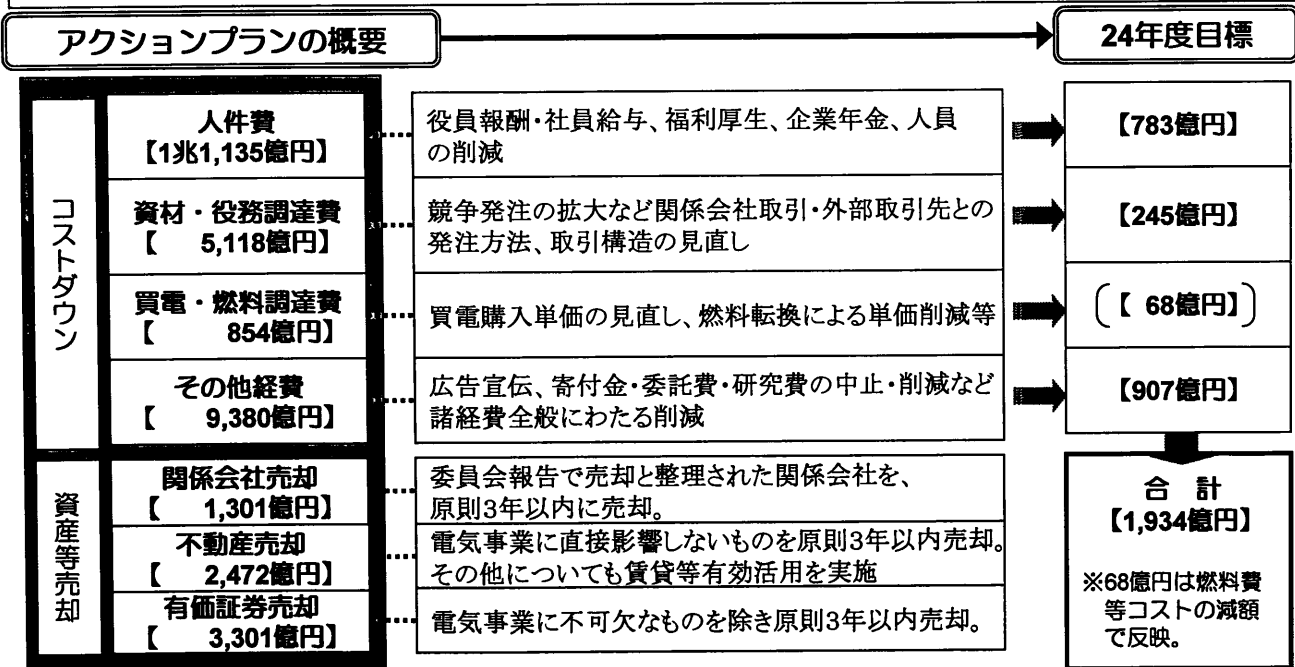 アクションプランの概要
24年度目標
コストダウン
人件費
【1兆1,135億円】
役員報酬・社員給与、福利厚生、企業年金、人員
の削減
【783億円】
資材・役務調達費
【 5,118億円】
競争発注の拡大など関係会社取引・外部取引先との
発注方法、取引構造の見直し
【245億円】
買電・燃料調達費
【 854億円】
買電購入単価の見直し、燃料転換による単価削減等
(【 68億円】)
その他経費
【 9,380億円】
広告宣伝、寄付金・委託費・研究費の中止・削減など
諸経費全般にわたる削減
【907億円】
資産等売却
関係会社売却
【 1,301億円】
委員会報告で売却と整理された関係会社を、
原則3年以内に売却。
不動産売却
【 2,472億円】
電気事業に直接影響しないものを原則3年以内売却。
その他についても賃貸等有効活用を実施
有価証券売却
【 3,301億円】
電気事業に不可欠なものを除き原則3年以内売却。
合 計
【1,934億円】
※68億円は燃料費
等コストの減額
で反映。